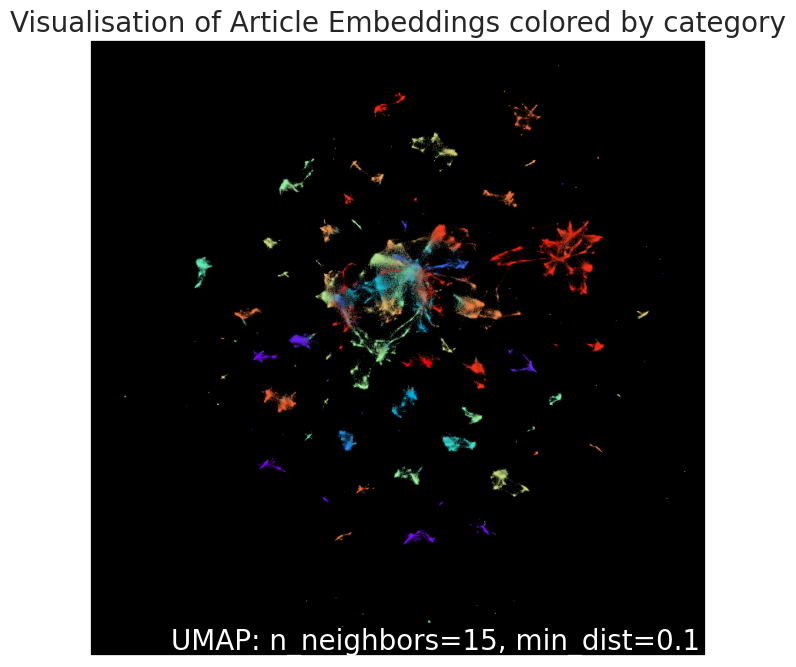 Visualisation of Article Embeddings colored by category
UMAP: n_neighbors=15, min_dist=0.1